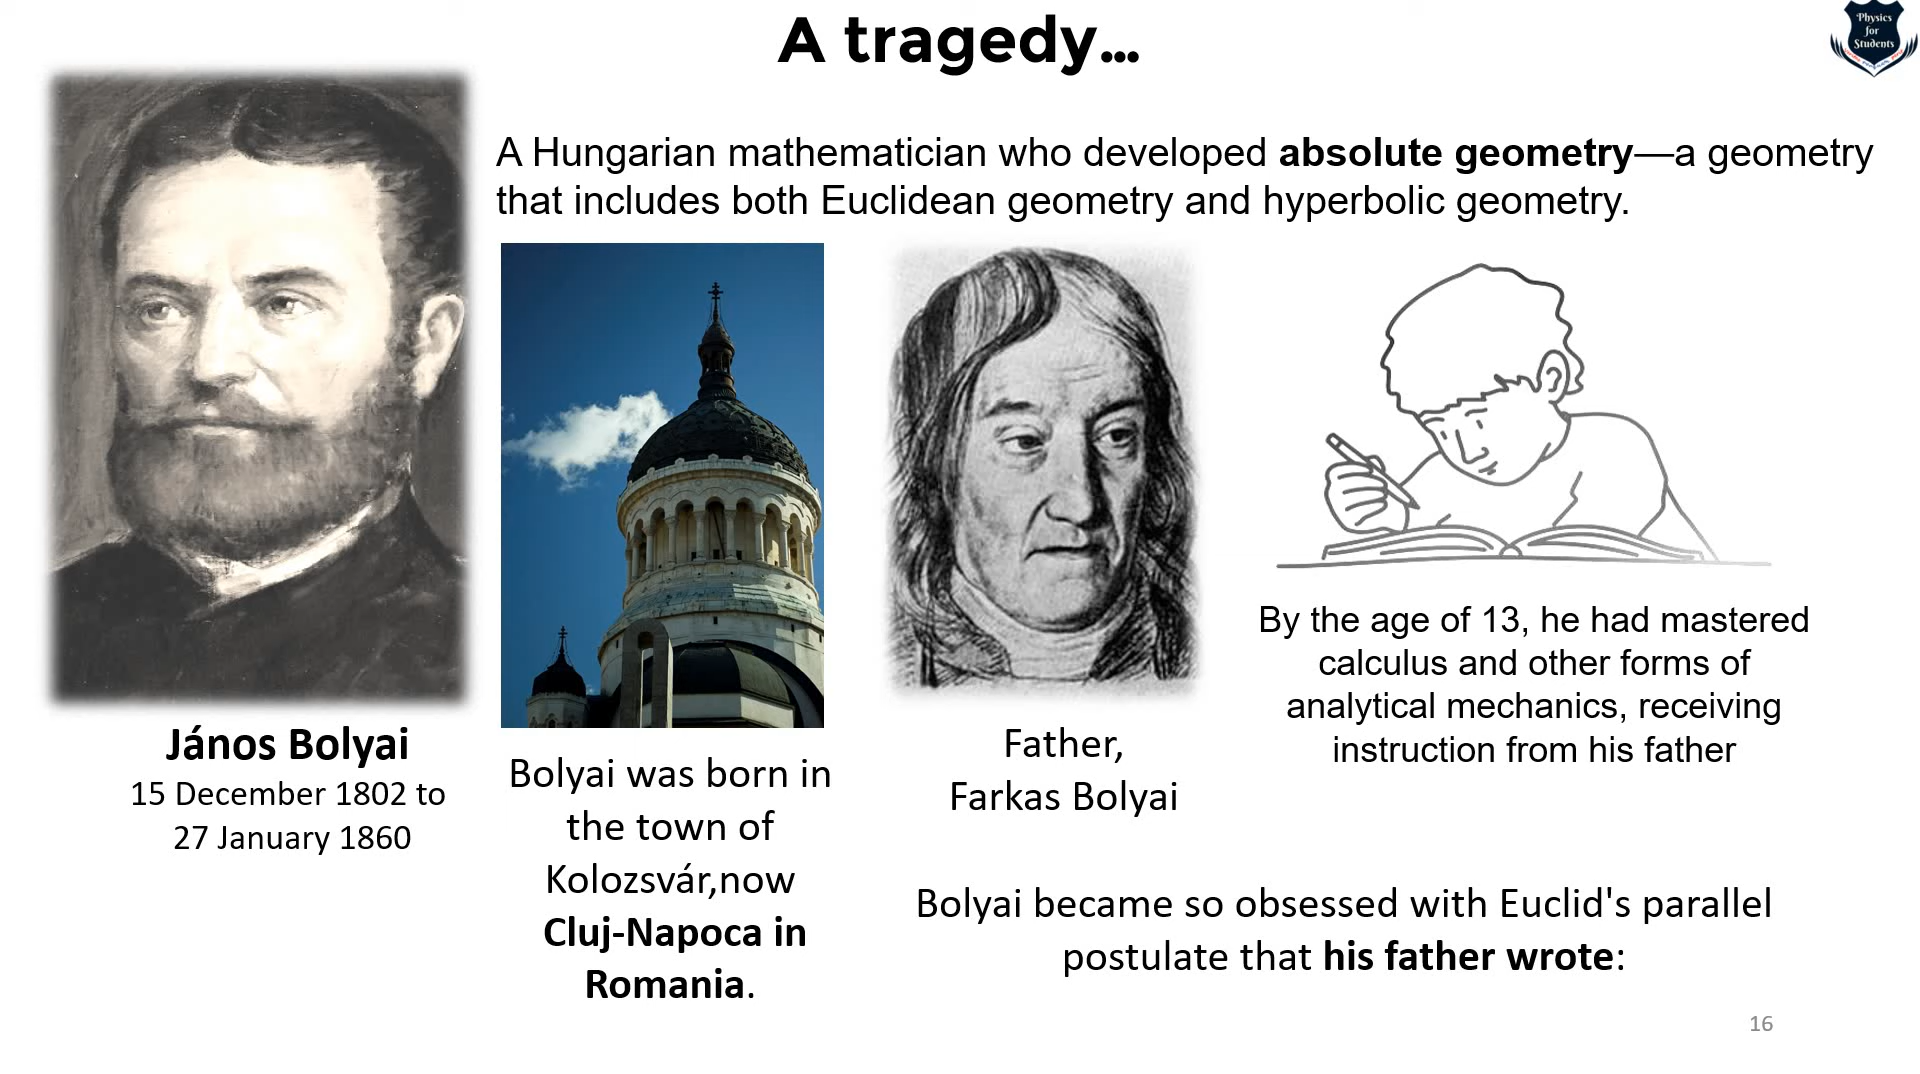 A tragedy...
Physics
for
Students
A Hungarian mathematician who developed absolute geometry—a geometry
that includes both Euclidean geometry and hyperbolic geometry.
János Bolyai
15 December 1802 to
27 January 1860
Bolyai was born in
the town of
Kolozsvár,now
Cluj-Napoca in
Romania.
Father,
Farkas Bolyai
By the age of 13, he had mastered
calculus and other forms of
analytical mechanics, receiving
instruction from his father
Bolyai became so obsessed with Euclid's parallel
postulate that his father wrote:
16